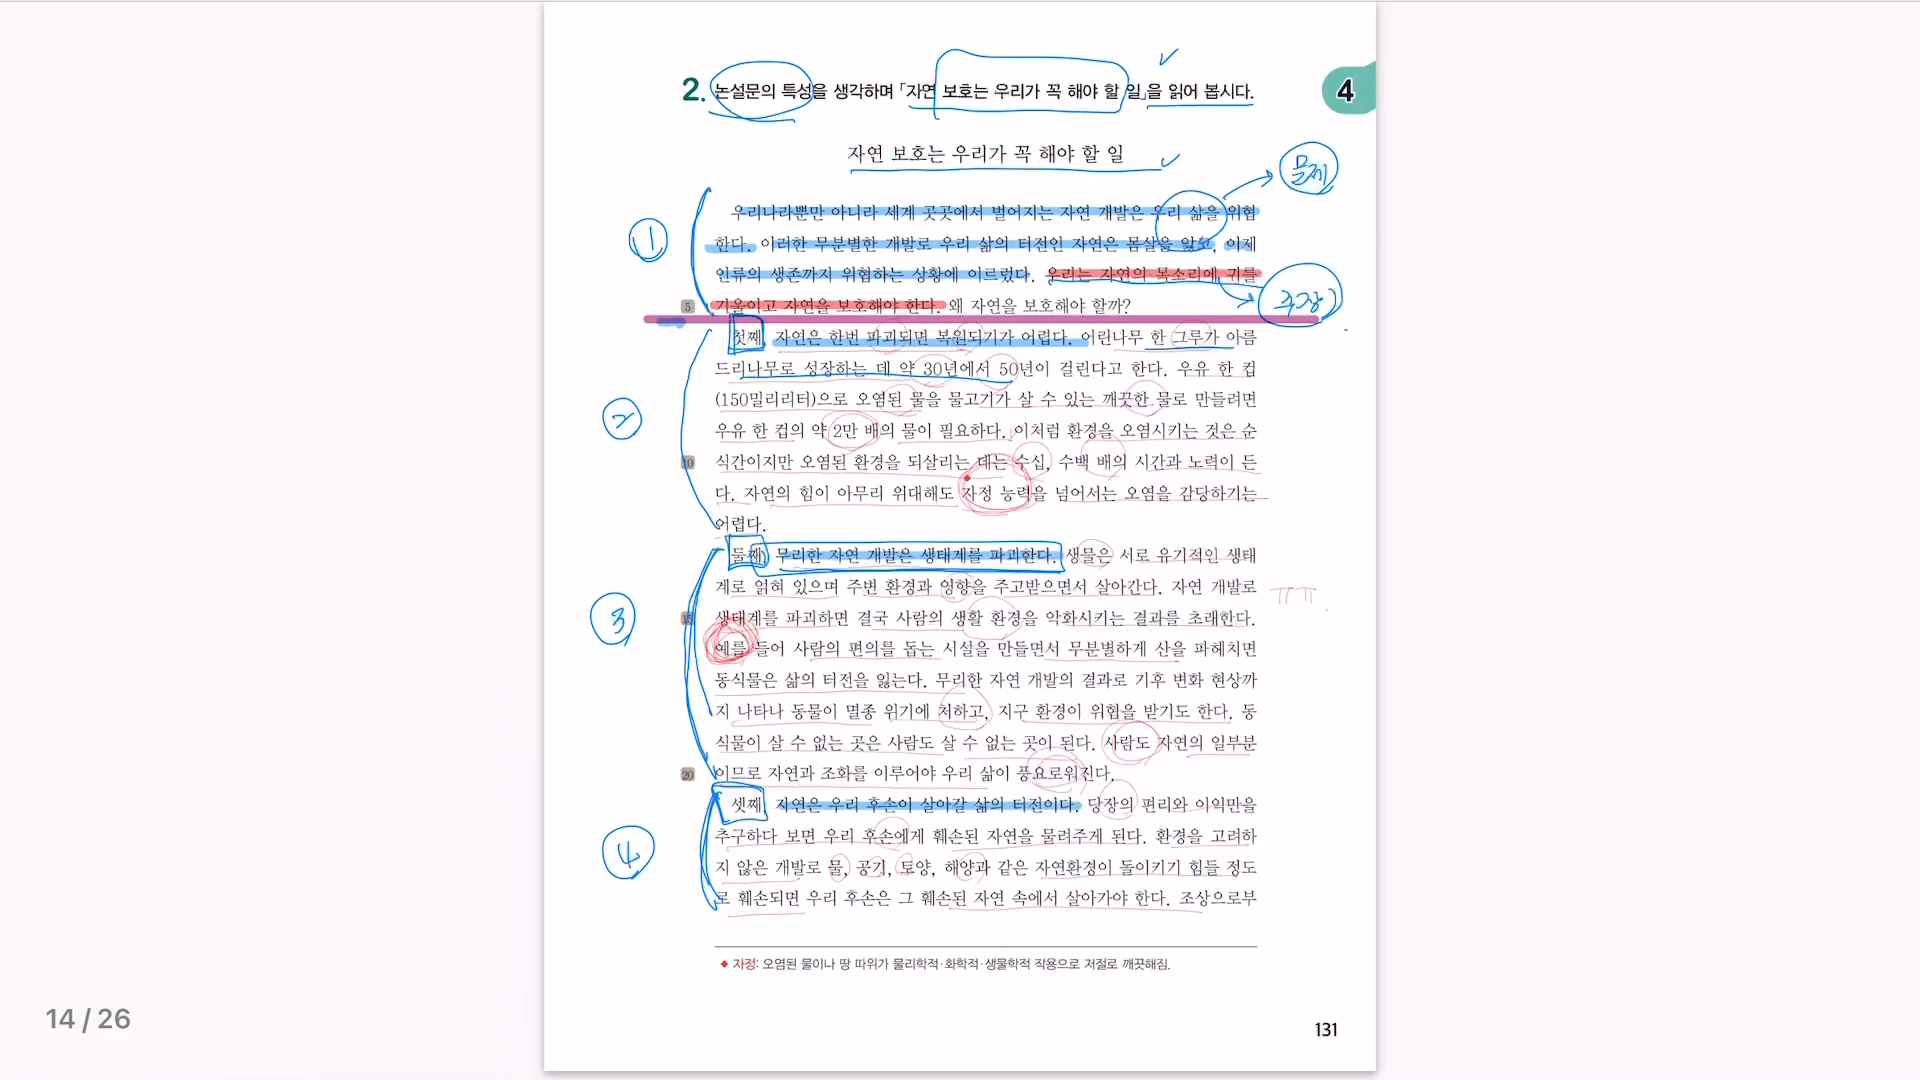 2. 논설문의 특성을 생각하며 「자연 보호는 우리가 꼭 해야 할 일」을 읽어 봅시다.
4
자연 보호는 우리가 꼭 해야 할 일
문제
우리나라뿐만 아니라 세계 곳곳에서 벌어지는 자연 개발은 우리 삶을 위협
1
한다. 이러한 무분별한 개발로 우리 삶의 터전인 자연은 몸살을 앓고, 이제
인류의 생존까지 위협하는 상황에 이르렀다. 우리는 자연의 목소리에 귀를
주장
5 기울이고 자연을 보호해야 한다. 왜 자연을 보호해야 할까?
첫째, 자연은 한번 파괴되면 복원되기가 어렵다. 어린나무 한 그루가 아름
드리나무로 성장하는 데 약 30년에서 50년이 걸린다고 한다. 우유 한 컵
(150밀리리터)으로 오염된 물을 물고기가 살 수 있는 깨끗한 물로 만들려면
2
우유 한 컵의 약 2만 배의 물이 필요하다. 이처럼 환경을 오염시키는 것은 순
10 식간이지만 오염된 환경을 되살리는 데는 수십, 수백 배의 시간과 노력이 든
다. 자연의 힘이 아무리 위대해도 자정 능력을 넘어서는 오염을 감당하기는
어렵다.
둘째, 무리한 자연 개발은 생태계를 파괴한다. 생물은 서로 유기적인 생태
계로 얽혀 있으며 주변 환경과 영향을 주고받으면서 살아간다. 자연 개발로
ㅠㅠ
3
15 생태계를 파괴하면 결국 사람의 생활 환경을 악화시키는 결과를 초래한다.
예를 들어 사람의 편의를 돕는 시설을 만들면서 무분별하게 산을 파헤치면
동식물은 삶의 터전을 잃는다. 무리한 자연 개발의 결과로 기후 변화 현상까
지 나타나 동물이 멸종 위기에 처하고, 지구 환경이 위협을 받기도 한다. 동
식물이 살 수 없는 곳은 사람도 살 수 없는 곳이 된다. 사람도 자연의 일부분
20 이므로 자연과 조화를 이루어야 우리 삶이 풍요로워진다.
셋째, 자연은 우리 후손이 살아갈 삶의 터전이다. 당장의 편리와 이익만을
추구하다 보면 우리 후손에게 훼손된 자연을 물려주게 된다. 환경을 고려하
4
지 않은 개발로 물, 공기, 토양, 해양과 같은 자연환경이 돌이키기 힘들 정도
로 훼손되면 우리 후손은 그 훼손된 자연 속에서 살아가야 한다. 조상으로부
◆ 자정: 오염된 물이나 땅 따위가 물리학적·화학적·생물학적 작용으로 저절로 깨끗해짐.
14 / 26
131